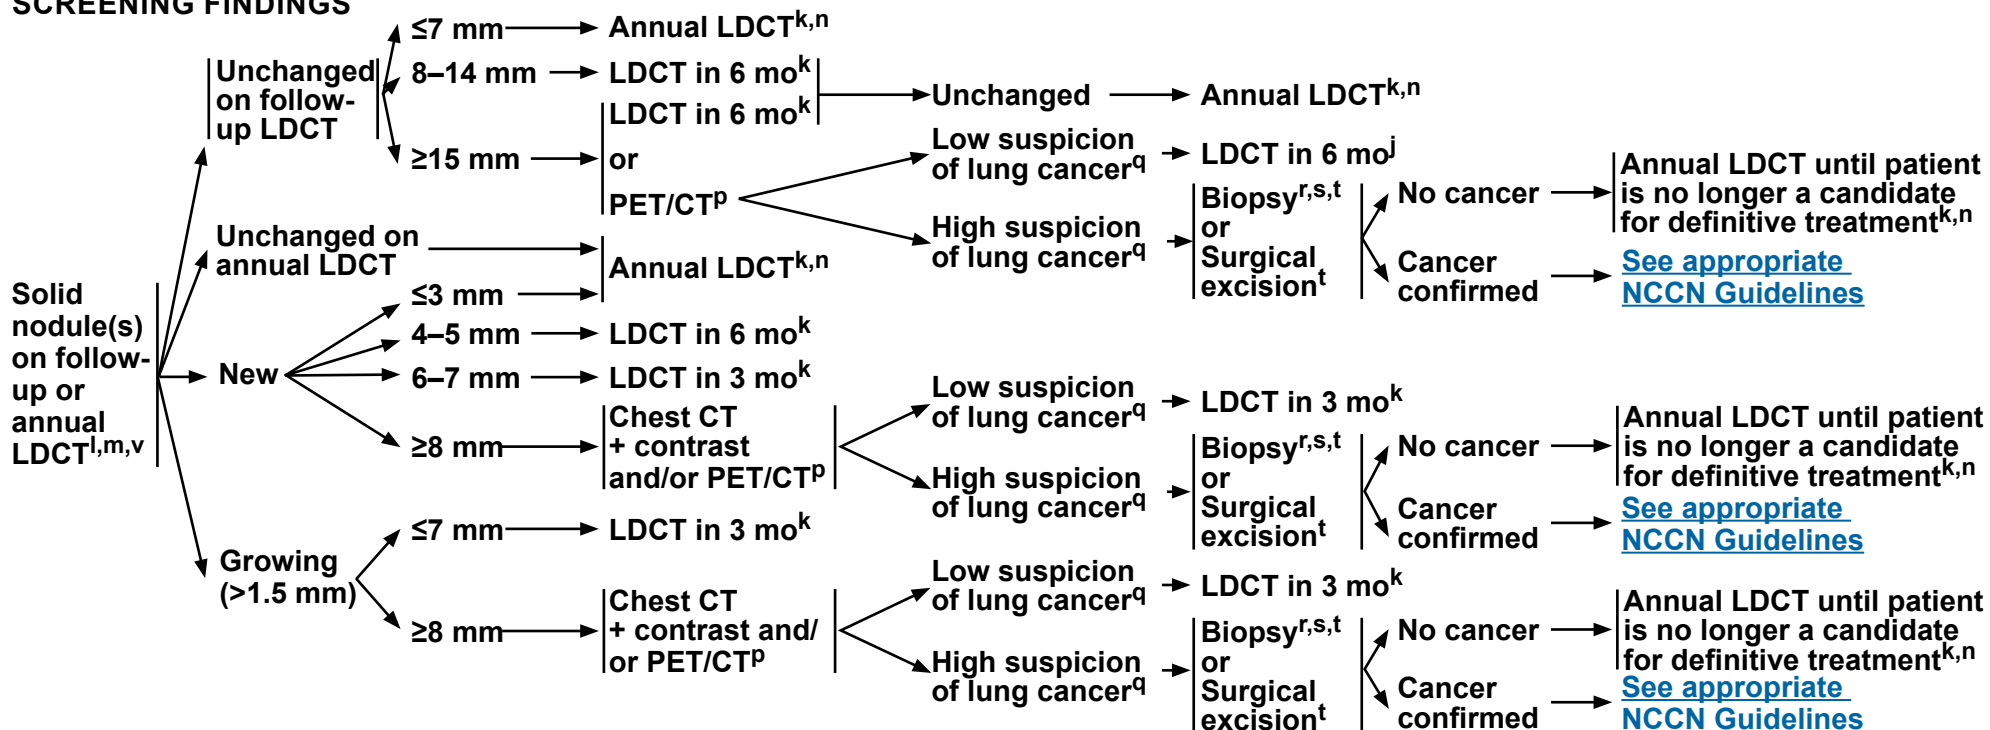 SCREENING FINDINGS
Solid
nodule(s)
on follow-
up or
annual
LDCTl,m,v
Unchanged
on follow-
up LDCT
≤7 mm
Annual LDCTk,n
8–14 mm
LDCT in 6 mok
≥15 mm
LDCT in 6 mok
or
PET/CTp
Unchanged
Annual LDCTk,n
Low suspicion
of lung cancerq
LDCT in 6 moj
High suspicion
of lung cancerq
Biopsyr,s,t
or
Surgical
excisiont
No cancer
Annual LDCT until patient
is no longer a candidate
for definitive treatmentk,n
Cancer
confirmed
See appropriate
NCCN Guidelines
Unchanged on
annual LDCT
Annual LDCTk,n
New
≤3 mm
4–5 mm
LDCT in 6 mok
6–7 mm
LDCT in 3 mok
≥8 mm
Chest CT
+ contrast
and/or PET/CTp
Low suspicion
of lung cancerq
LDCT in 3 mok
High suspicion
of lung cancerq
Biopsyr,s,t
or
Surgical
excisiont
No cancer
Annual LDCT until patient
is no longer a candidate
for definitive treatmentk,n
Cancer
confirmed
See appropriate
NCCN Guidelines
Growing
(>1.5 mm)
≤7 mm
LDCT in 3 mok
≥8 mm
Chest CT
+ contrast and/
or PET/CTp
Low suspicion
of lung cancerq
LDCT in 3 mok
High suspicion
of lung cancerq
Biopsyr,s,t
or
Surgical
excisiont
No cancer
Annual LDCT until patient
is no longer a candidate
for definitive treatmentk,n
Cancer
confirmed
See appropriate
NCCN Guidelines